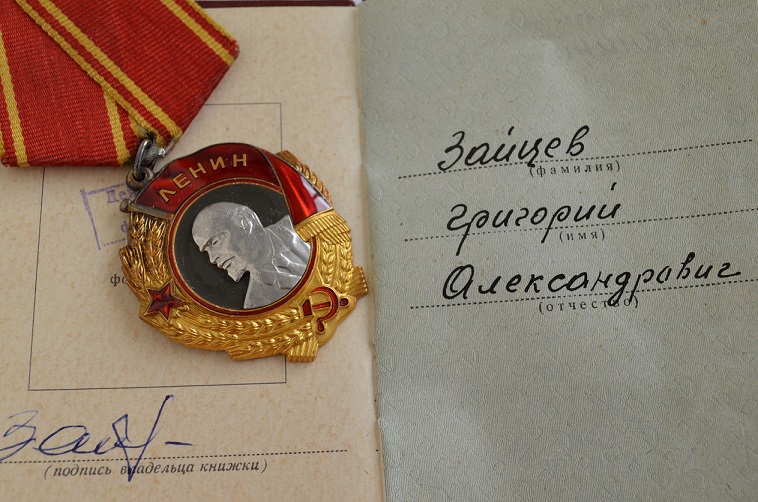 ЛЕНИН
Зайцев
(фамилия)
Григорий
(имя)
Александрович
(отчество)
(подпись владельца книжки)